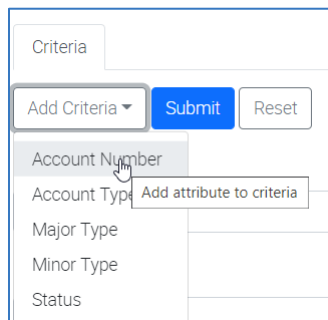 Criteria
Add Criteria Submit Reset
Account Number
Account Type
Add attribute to criteria
Major Type
Minor Type
Status